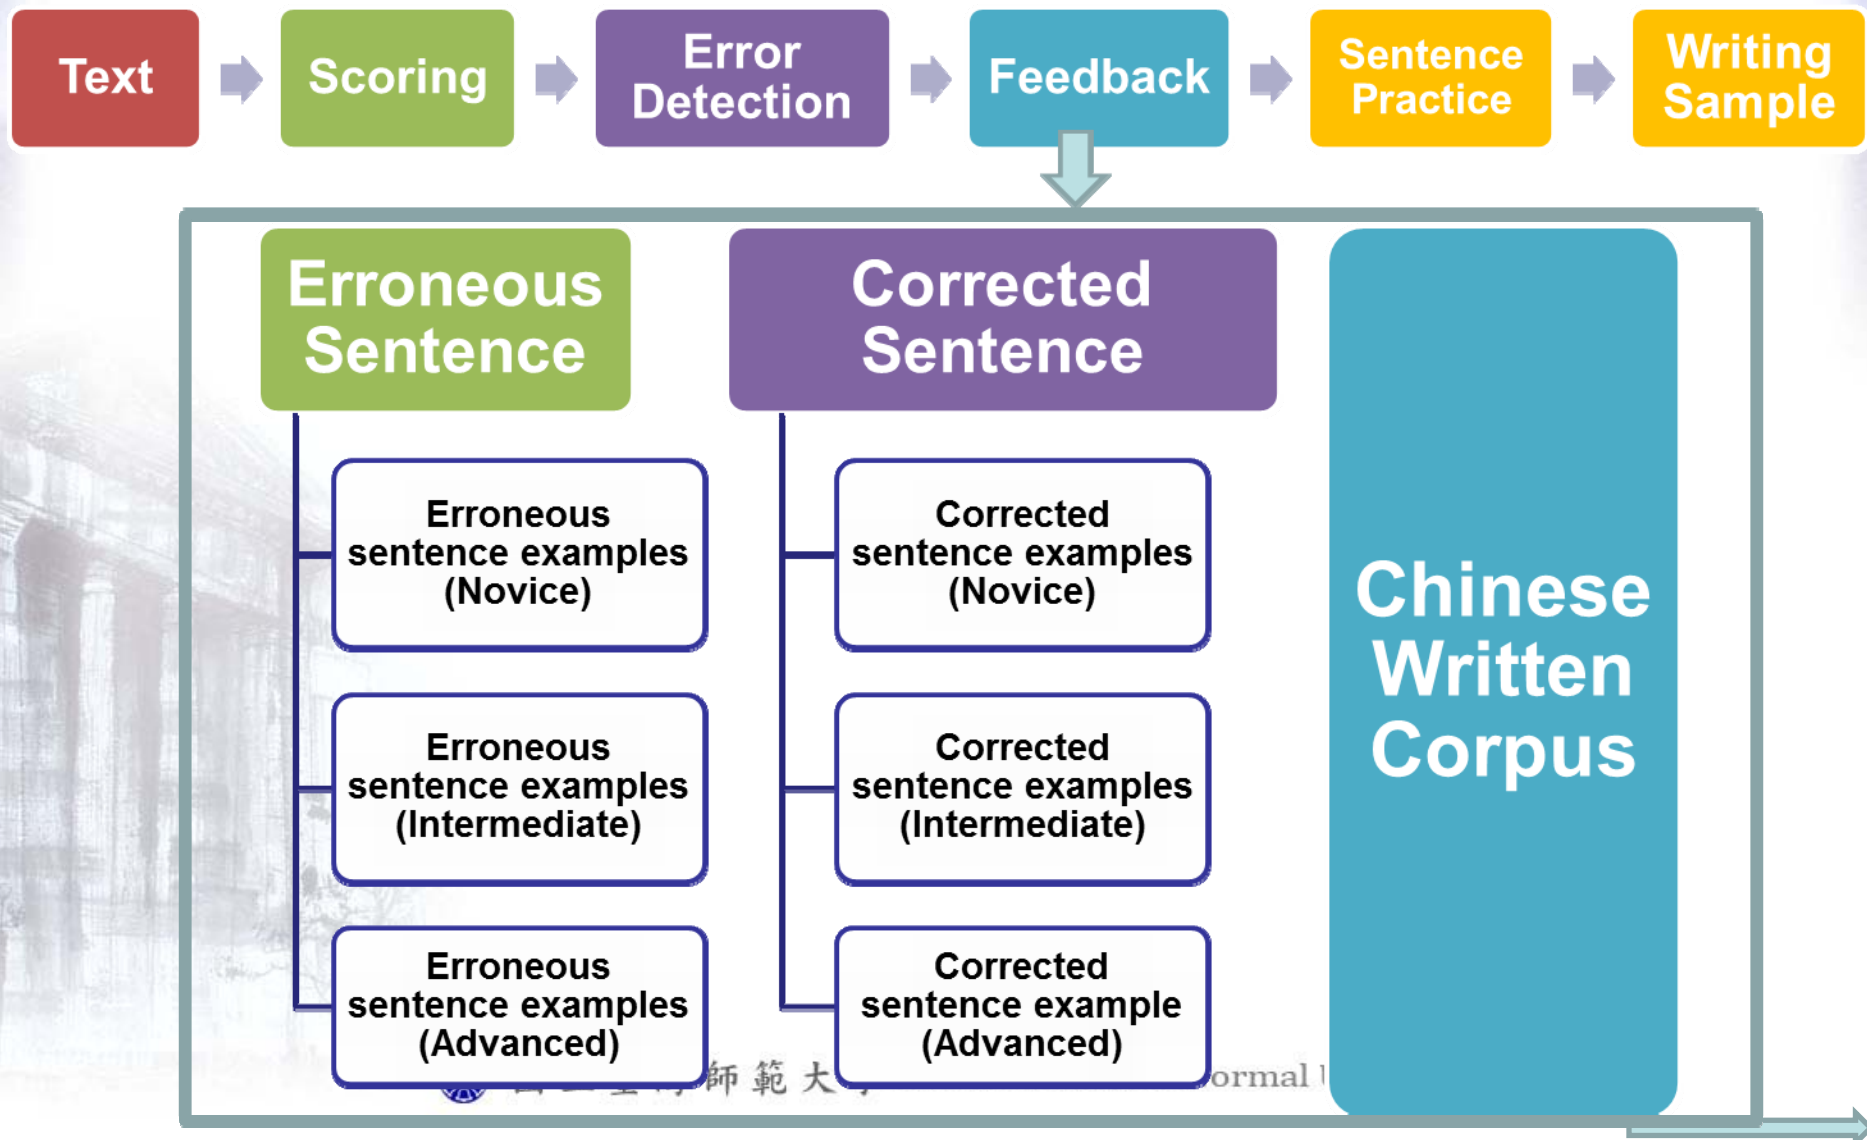 Text
Scoring
Error
Detection
Feedback
Sentence
Practice
Writing
Sample
Erroneous
Sentence
Corrected
Sentence
Chinese
Written
Corpus
Erroneous
sentence examples
(Novice)
Corrected
sentence examples
(Novice)
Erroneous
sentence examples
(Intermediate)
Corrected
sentence examples
(Intermediate)
Erroneous
sentence examples
(Advanced)
Corrected
sentence example
(Advanced)
師範大
ormal